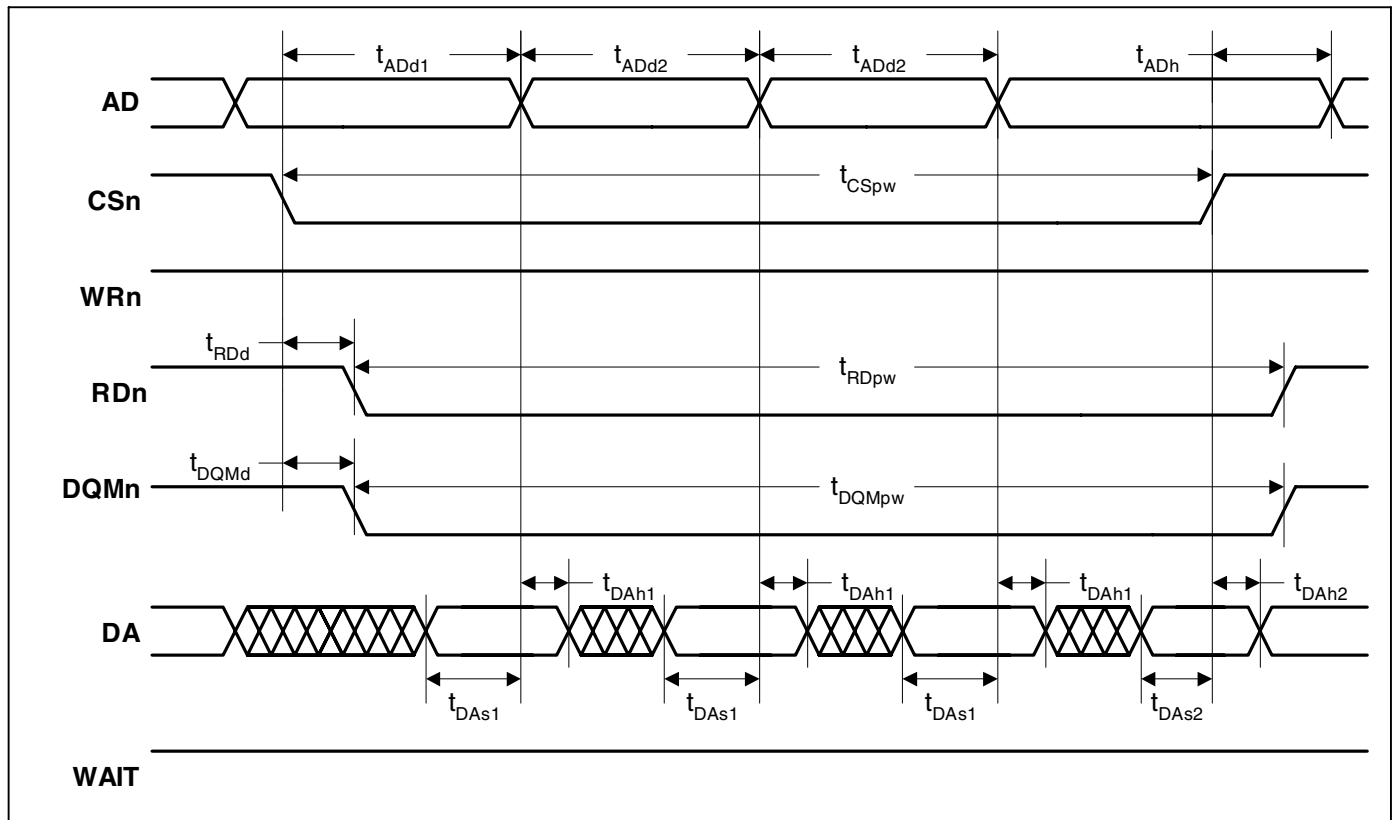 tADd1 tADd2 tADd2 tADh
AD
tCSpw
CSn
WRn
tRDd
tRDpw
RDn
tDQMd
tDQMpw
DQMn
tDAh1 tDAh1 tDAh1 tDAh2
DA
tDAs1 tDAs1 tDAs1 tDAs2
WAIT